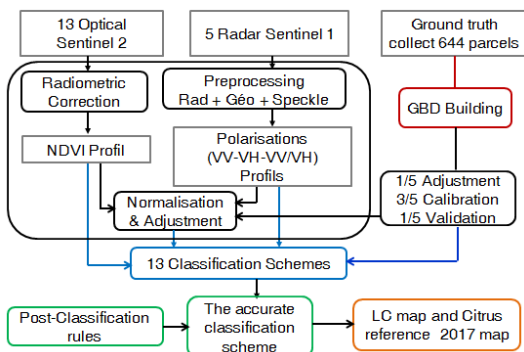 13 Optical
Sentinel 2
5 Radar Sentinel 1
Ground truth
collect 644 parcels
Radiometric
Correction
Preprocessing
Rad + Géo + Speckle
GBD Building
NDVI Profil
Polarisations
(VV-VH-VV/VH)
Profils
1/5 Adjustment
3/5 Calibration
1/5 Validation
Normalisation
& Adjustment
13 Classification Schemes
Post-Classification
rules
The accurate
classification
scheme
LC map and Citrus
reference 2017 map